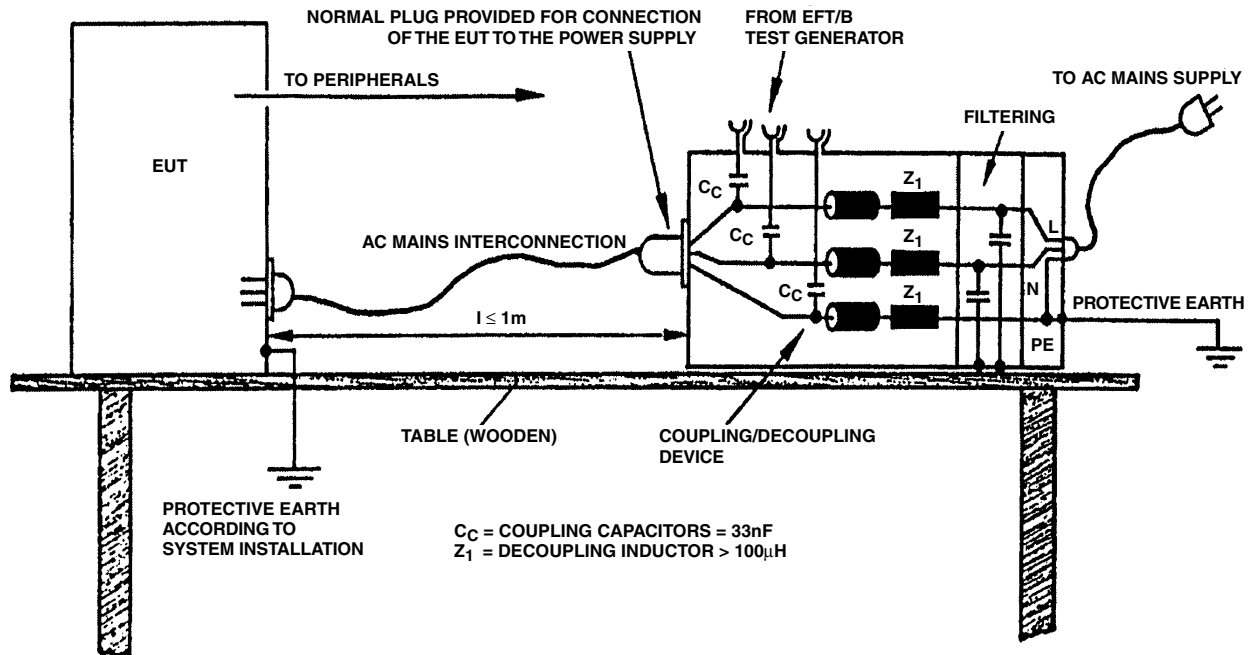 NORMAL PLUG PROVIDED FOR CONNECTION
OF THE EUT TO THE POWER SUPPLY
FROM EFT/B
TEST GENERATOR
TO PERIPHERALS
TO AC MAINS SUPPLY
FILTERING
EUT
CC
Z1
L
AC MAINS INTERCONNECTION
CC
Z1
CC
Z1
N
PROTECTIVE EARTH
l ≤ 1m
PE
TABLE (WOODEN)
COUPLING/DECOUPLING
DEVICE
PROTECTIVE EARTH
ACCORDING TO
SYSTEM INSTALLATION
CC = COUPLING CAPACITORS = 33nF
Z1 = DECOUPLING INDUCTOR > 100μH